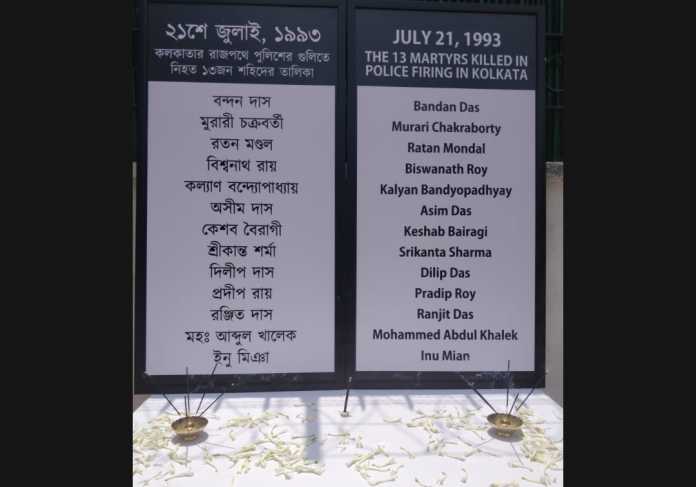 ২১শে জুলাই, ১৯৯৩
কলকাতার রাজপথে পুলিশের গুলিতে
নিহত ১৩জন শহিদের তালিকা
বন্দন দাস
মুরারী চক্রবর্তী
রতন মণ্ডল
বিশ্বনাথ রায়
কল্যাণ বন্দ্যোপাধ্যায়
অসীম দাস
কেশব বৈরাগী
শ্রীকান্ত শর্মা
দিলীপ দাস
প্রদীপ রায়
রঞ্জিত দাস
মহঃ আব্দুল খালেক
ইনু মিঞা
JULY 21, 1993
THE 13 MARTYRS KILLED IN
POLICE FIRING IN KOLKATA
Bandan Das
Murari Chakraborty
Ratan Mondal
Biswanath Roy
Kalyan Bandyopadhyay
Asim Das
Keshab Bairagi
Srikanta Sharma
Dilip Das
Pradip Roy
Ranjit Das
Mohammed Abdul Khalek
Inu Mian